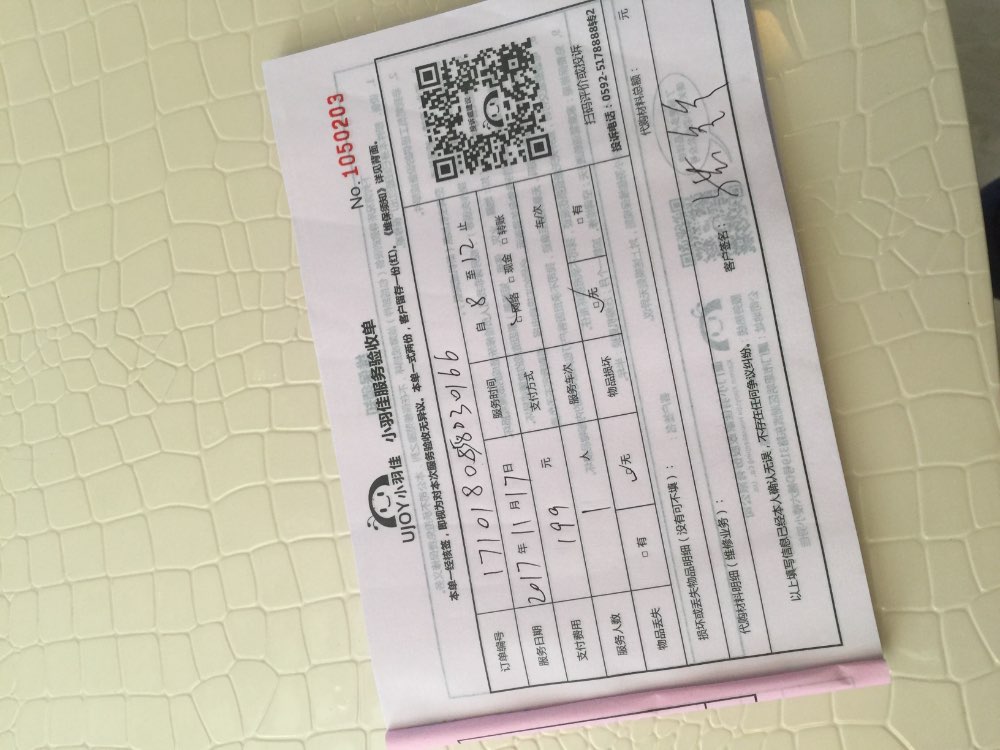 UJOY小羽佳 小羽佳服务验收单
No. 1050203
本单一经核签，即视为对本次服务验收无异议。本单一式两份，客户留存一份(红)。《维保须知》详见背面。
订单编号
服务日期 2017 年 11 月 17 日 服务时间 自 8 至 12 止
支付费用 199 元 支付方式 □网络 □现金 □转账
服务人数 1 人 服务车次 车/次
物品丢失 □有 □无 物品损坏 □无 □有
扫码评价或投诉
投诉电话：0592-5178888转2
损坏或丢失物品明细（没有可不填）：
代购材料明细（维修业务）： 代购材料总额： 元
以上填写信息已经本人确认无误，不存在任何争议纠纷。 客户签名：